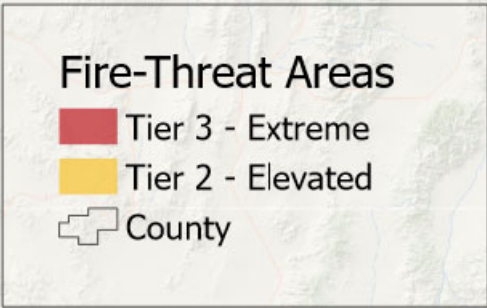 Fire-Threat Areas
Tier 3 - Extreme
Tier 2 - Elevated
County